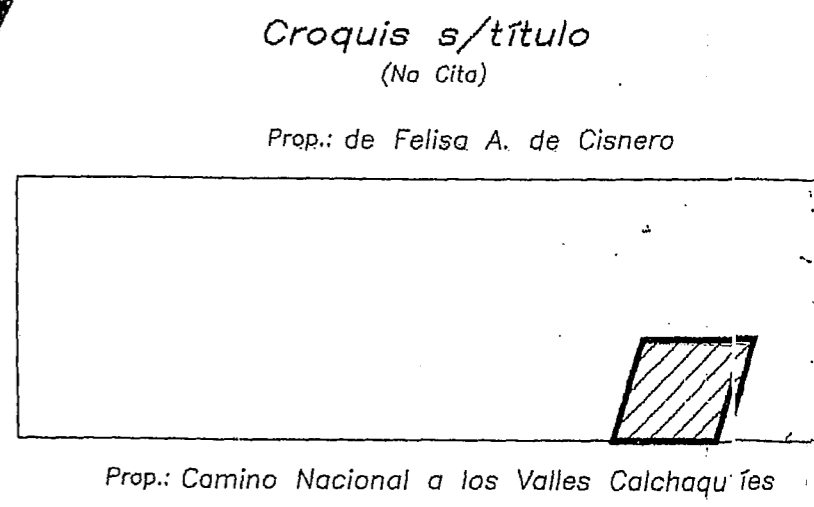 Croquis s/título
(No Cita)
Prop.: de Felisa A. de Cisnero
Prop.: Camino Nacional a los Valles Calchaquíes